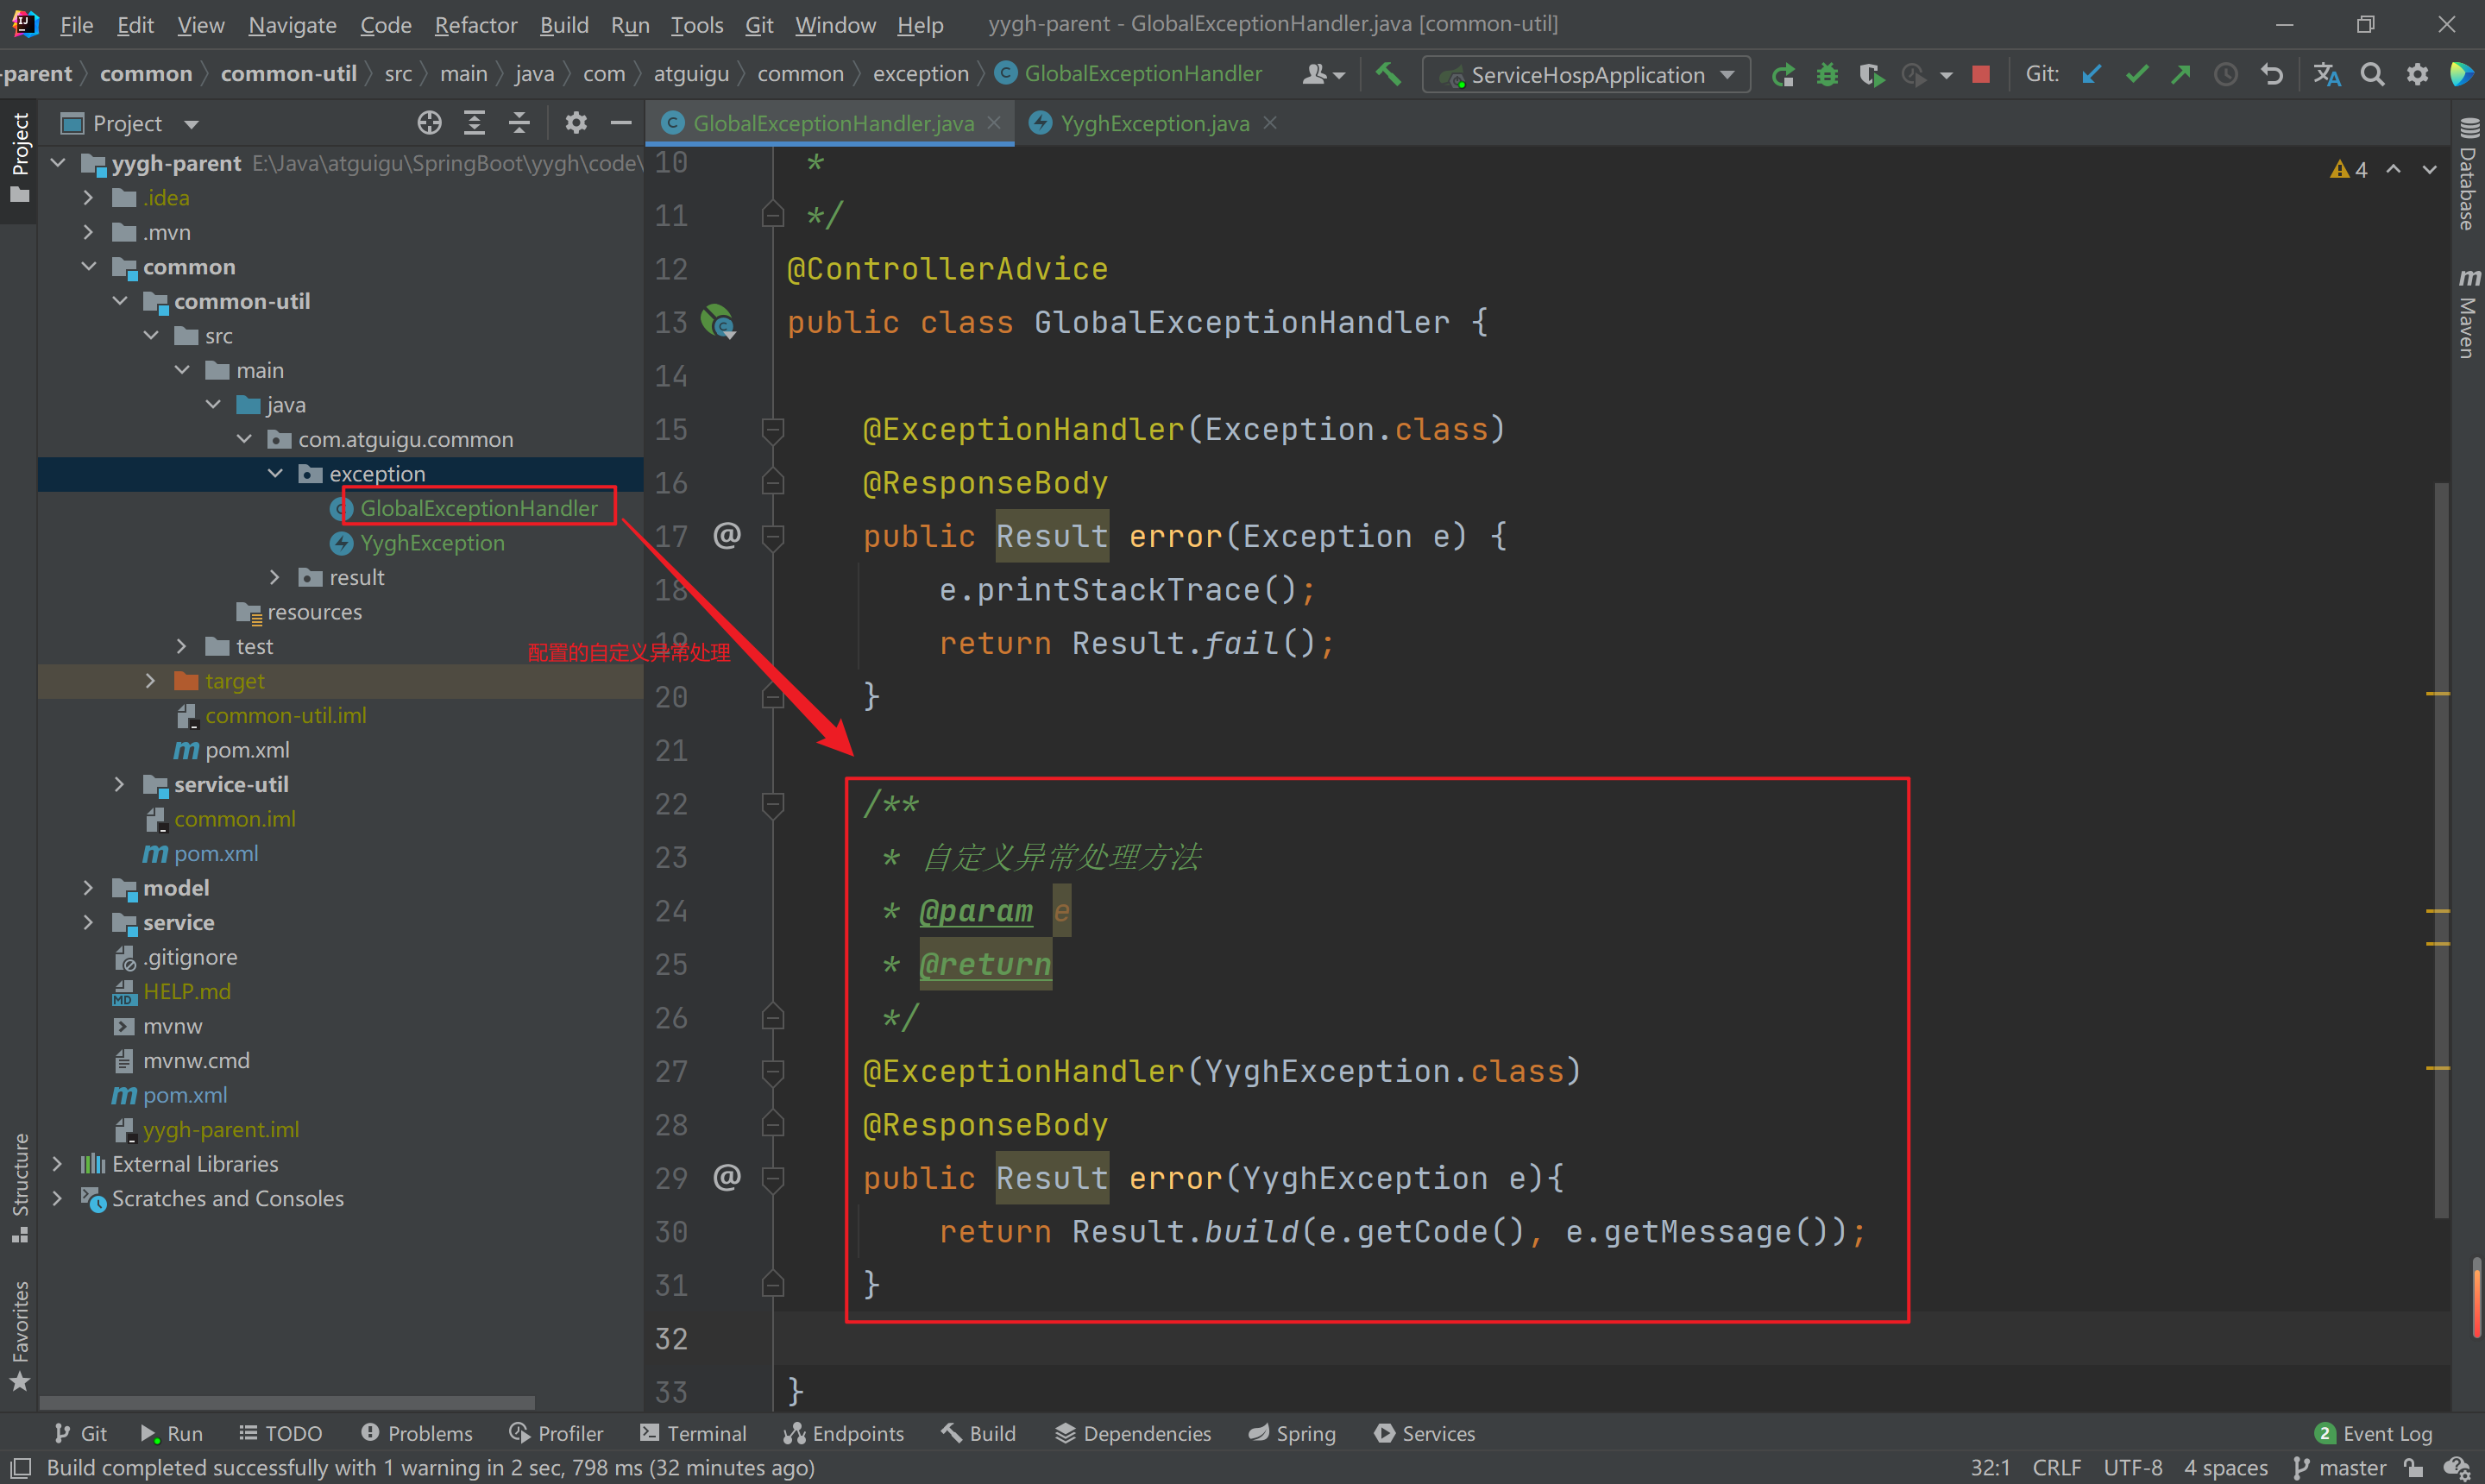 File Edit View Navigate Code Refactor Build Run Tools Git Window Help yygh-parent - GlobalExceptionHandler.java [common-util]
-parent common common-util src main java com atguigu common exception GlobalExceptionHandler ServiceHospApplication Git:
Project
GlobalExceptionHandler.java YyghException.java
Project
yygh-parent E:\Java\atguigu\SpringBoot\yygh\code\
.idea
.mvn
common
common-util
src
main
java
com.atguigu.common
exception
GlobalExceptionHandler
YyghException
result
resources
test
target
common-util.iml
pom.xml
service-util
common.iml
pom.xml
model
service
.gitignore
HELP.md
mvnw
mvnw.cmd
pom.xml
yygh-parent.iml
External Libraries
Scratches and Consoles
配置的自定义异常处理
4
10 *
11 */
12 @ControllerAdvice
13 public class GlobalExceptionHandler {
14
15 @ExceptionHandler(Exception.class)
16 @ResponseBody
17 public Result error(Exception e) {
18 e.printStackTrace();
19 return Result.fail();
20 }
21
22 /**
23 * 自定义异常处理方法
24 * @param e
25 * @return
26 */
27 @ExceptionHandler(YyghException.class)
28 @ResponseBody
29 public Result error(YyghException e){
30 return Result.build(e.getCode(), e.getMessage());
31 }
32
33 }
Database
Maven
Structure
Favorites
Git Run TODO Problems Profiler Terminal Endpoints Build Dependencies Spring Services 2 Event Log
Build completed successfully with 1 warning in 2 sec, 798 ms (32 minutes ago) 32:1 CRLF UTF-8 4 spaces master